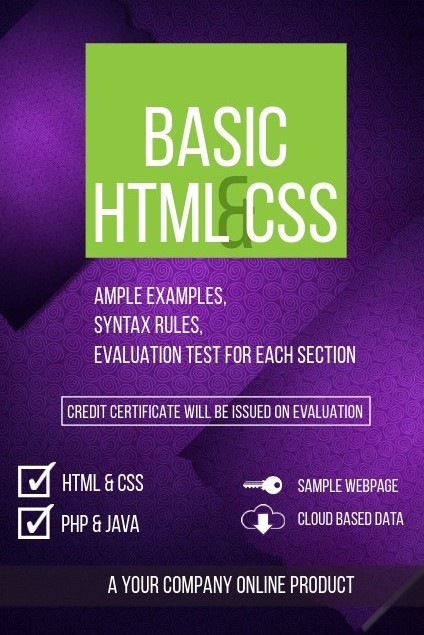 BASIC
HTML & CSS
AMPLE EXAMPLES,
SYNTAX RULES,
EVALUATION TEST FOR EACH SECTION
CREDIT CERTIFICATE WILL BE ISSUED ON EVALUATION
HTML & CSS
PHP & JAVA
SAMPLE WEBPAGE
CLOUD BASED DATA
A YOUR COMPANY ONLINE PRODUCT